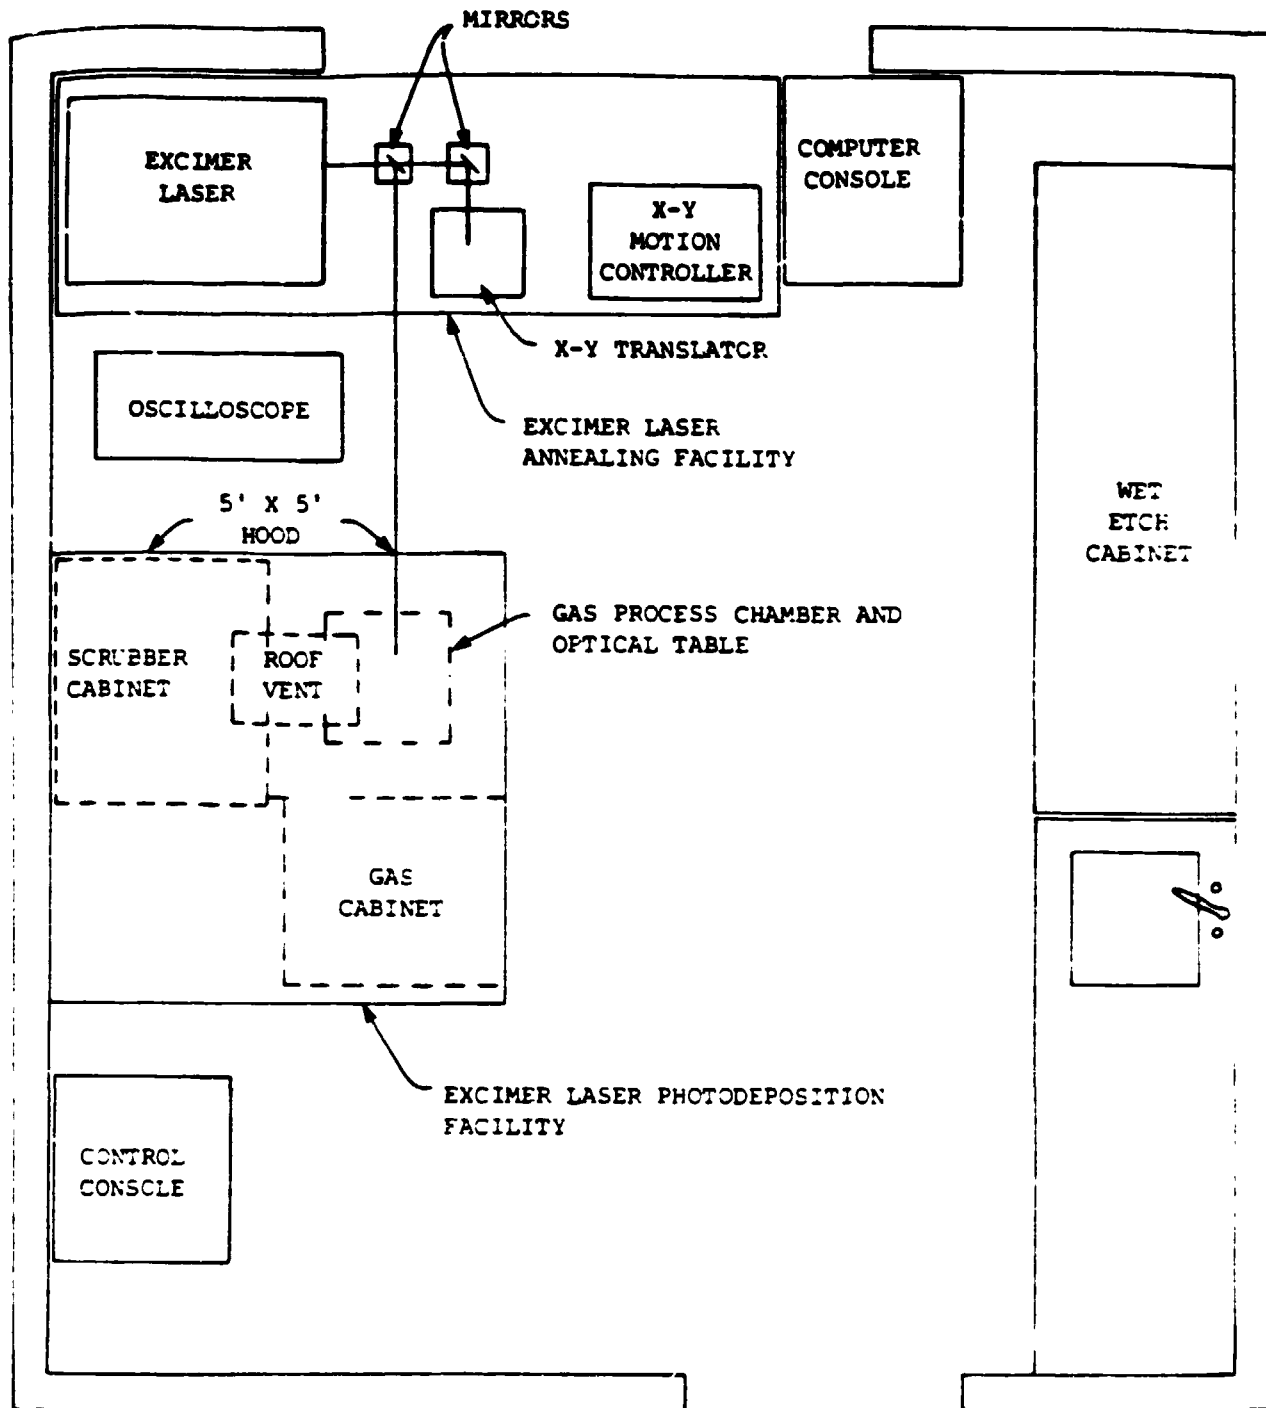 MIRRORS
EXCIMER
LASER
COMPUTER
CONSOLE
X-Y
MOTION
CONTROLLER
X-Y TRANSLATOR
OSCILLOSCOPE
EXCIMER LASER
ANNEALING FACILITY
5' X 5'
HOOD
WET
ETCH
CABINET
GAS PROCESS CHAMBER AND
OPTICAL TABLE
SCRUBBER
CABINET
ROOF
VENT
GAS
CABINET
EXCIMER LASER PHOTODEPOSITION
FACILITY
CONTROL
CONSOLE